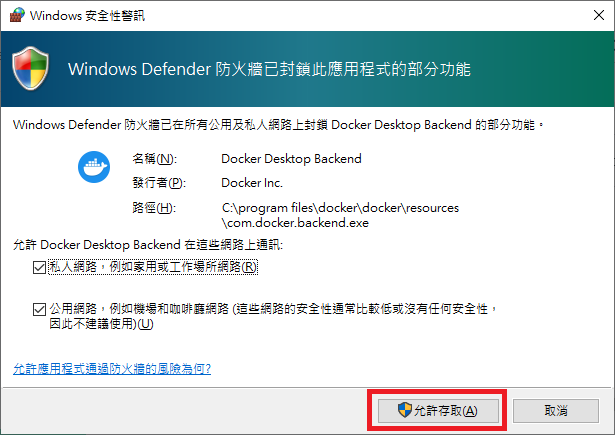 Windows 安全性警訊
Windows Defender 防火牆已封鎖此應用程式的部分功能
Windows Defender 防火牆已在所有公用及私人網路上封鎖 Docker Desktop Backend 的部分功能。
名稱(N): Docker Desktop Backend
發行者(P): Docker Inc.
路徑(H): C:\program files\docker\docker\resources
\com.docker.backend.exe
允許 Docker Desktop Backend 在這些網路上通訊:
私人網路，例如家用或工作場所網路(R)
公用網路，例如機場和咖啡廳網路 (這些網路的安全性通常比較低或沒有任何安全性，
因此不建議使用)(U)
允許應用程式通過防火牆的風險為何?
允許存取(A)
取消